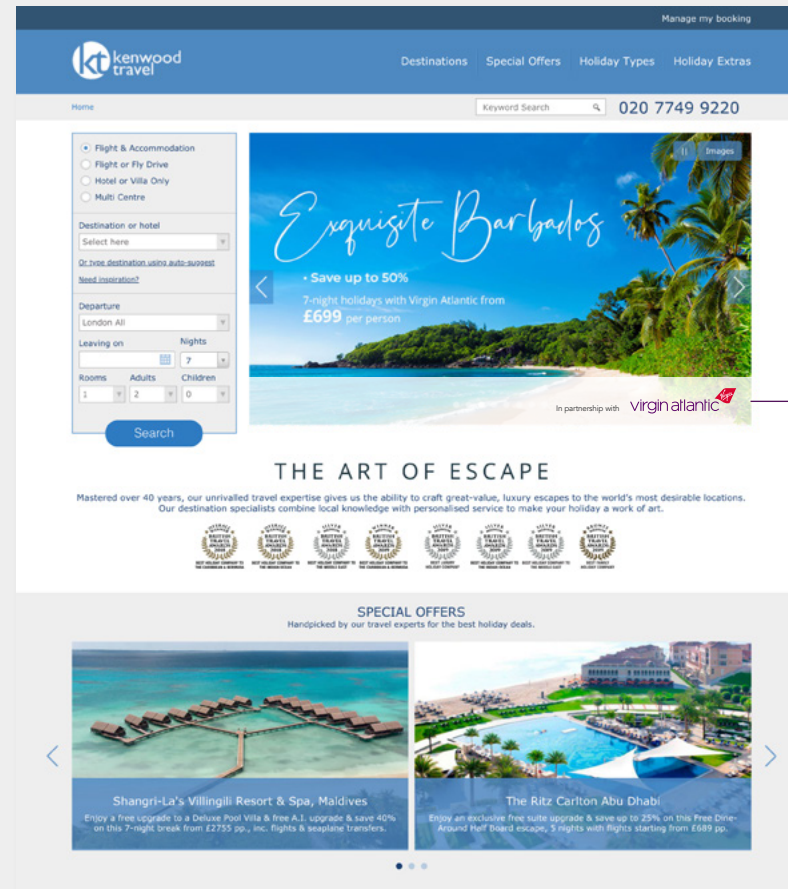 Manage my booking
kt kenwood travel
Destinations Special Offers Holiday Types Holiday Extras
Home
Keyword Search
020 7749 9220
Flight & Accommodation
Flight or Fly Drive
Hotel or Villa Only
Multi Centre
Destination or hotel
Select here
Or type destination using auto-suggest
Need inspiration?
Departure
London All
Leaving on Nights
7
Rooms Adults Children
1 2 0
Search
Images
Exquisite Barbados
• Save up to 50%
7-night holidays with Virgin Atlantic from
£699 per person
In partnership with virgin atlantic
THE ART OF ESCAPE
Mastered over 40 years, our unrivalled travel expertise gives us the ability to craft great-value, luxury escapes to the world's most desirable locations.
Our destination specialists combine local knowledge with personalised service to make your holiday a work of art.
SPECIAL OFFERS
Handpicked by our travel experts for the best holiday deals.
Shangri-La's Villingili Resort & Spa, Maldives
Enjoy a free upgrade to a Deluxe Pool Villa & free A.I. upgrade & save 40%
on this 7-night break from £2755 pp., inc. flights & seaplane transfers.
The Ritz Carlton Abu Dhabi
Enjoy an exclusive free suite upgrade & save up to 25% on this Free Dine-
Around Half Board escape, 5 nights with flights starting from £689 pp.